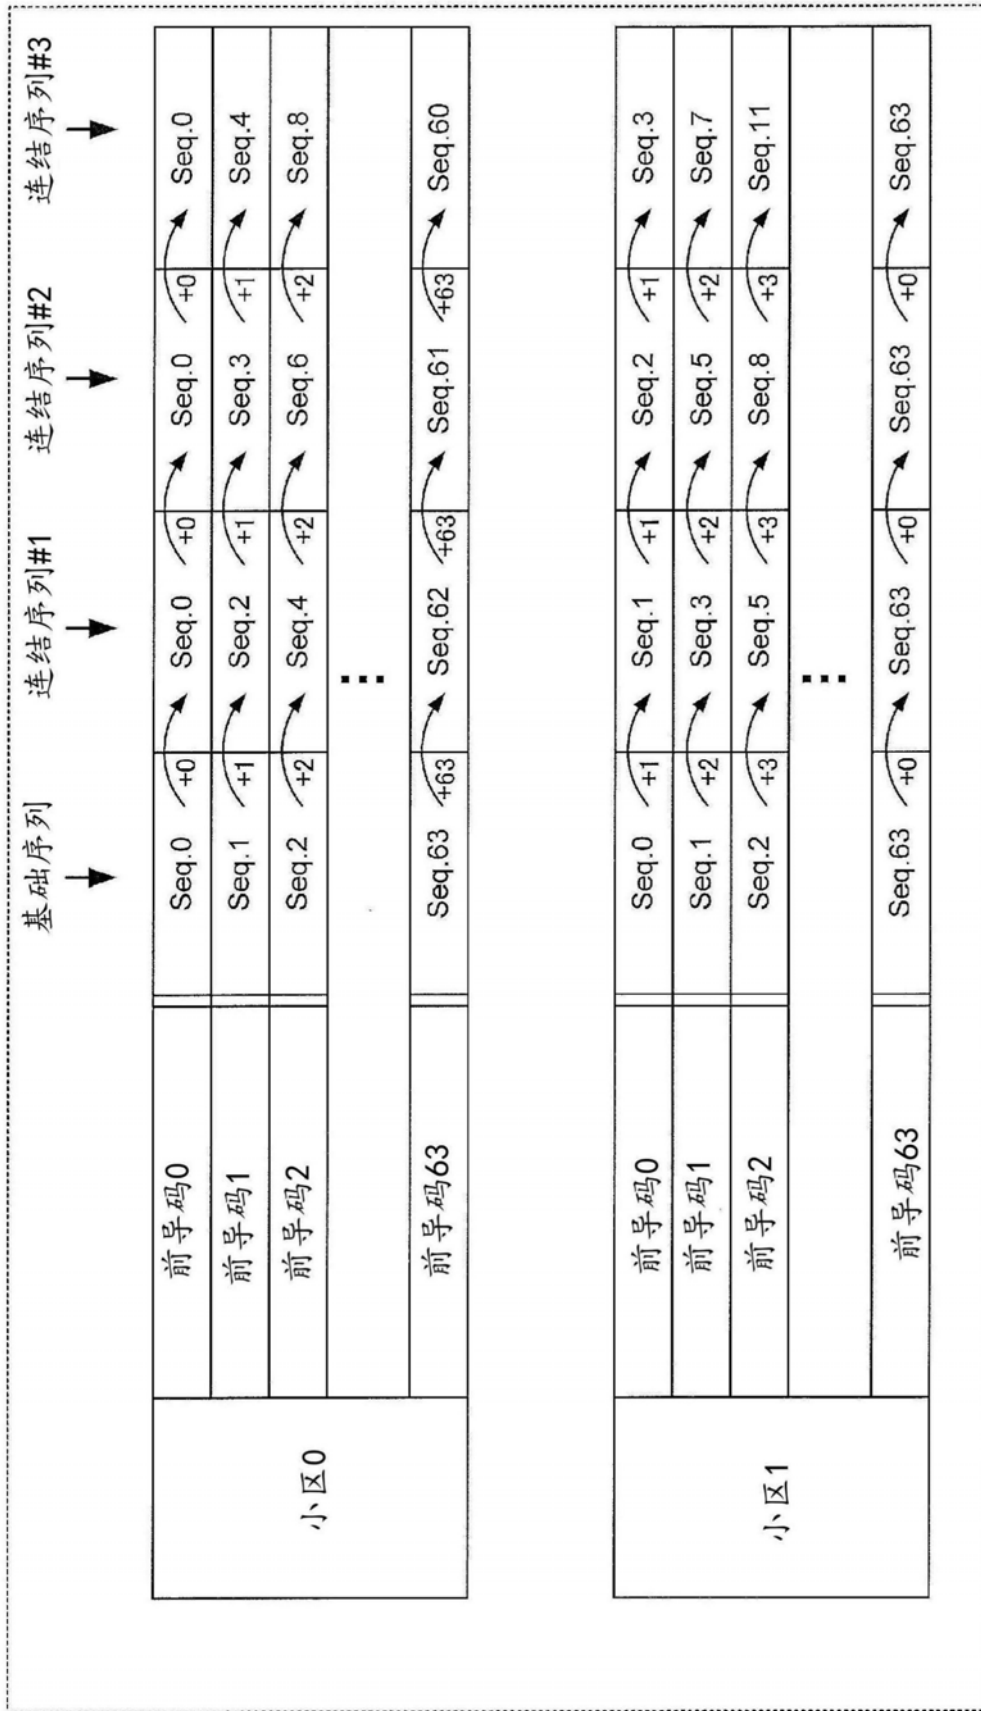 基础序列 连结序列#1 连结序列#2 连结序列#3
小区0
前导码0 Seq.0 +0 Seq.0 +0 Seq.0 +0 Seq.0
前导码1 Seq.1 +1 Seq.2 +1 Seq.3 +1 Seq.4
前导码2 Seq.2 +2 Seq.4 +2 Seq.6 +2 Seq.8
前导码63 Seq.63 +63 Seq.62 +63 Seq.61 +63 Seq.60
小区1
前导码0 Seq.0 +1 Seq.1 +1 Seq.2 +1 Seq.3
前导码1 Seq.1 +2 Seq.3 +2 Seq.5 +2 Seq.7
前导码2 Seq.2 +3 Seq.5 +3 Seq.8 +3 Seq.11
前导码63 Seq.63 +0 Seq.63 +0 Seq.63 +0 Seq.63